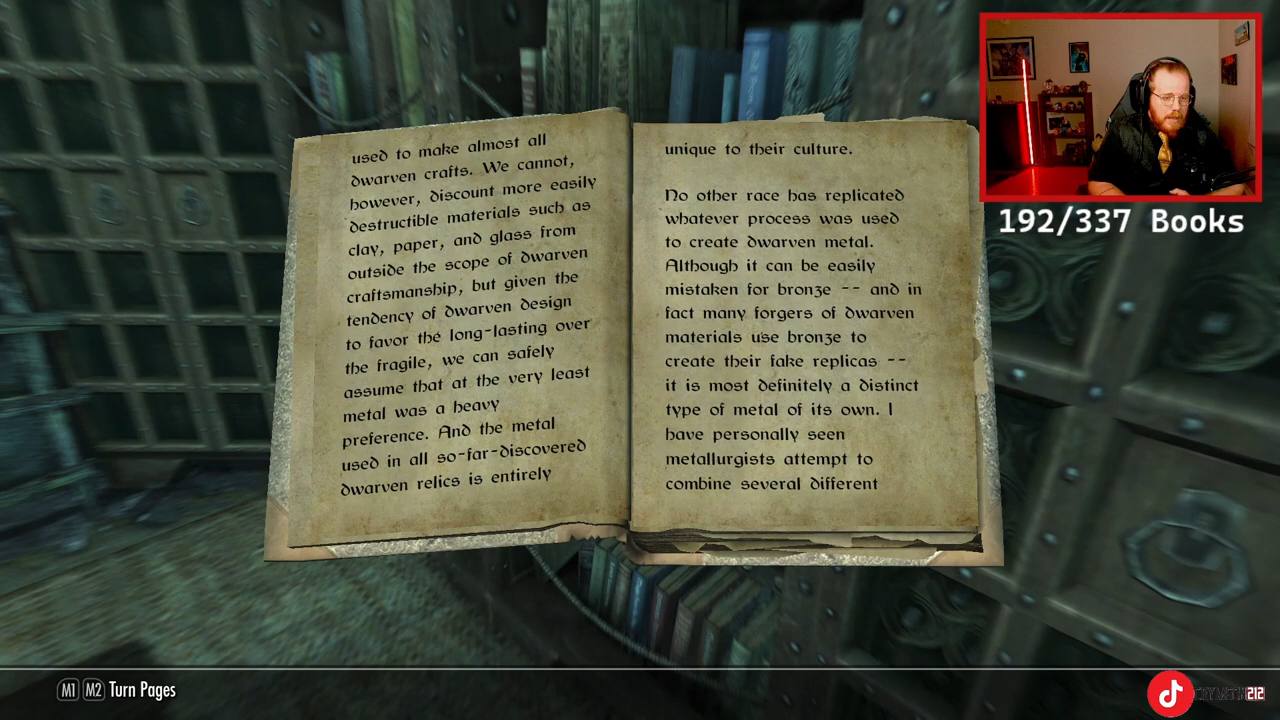 used to make almost all
dwarven crafts. We cannot,
however, discount more easily
destructible materials such as
clay, paper, and glass from
outside the scope of dwarven
craftsmanship, but given the
tendency of dwarven design
to favor the long-lasting over
the fragile, we can safely
assume that at the very least
metal was a heavy
preference. And the metal
used in all so-far-discovered
dwarven relics is entirely
unique to their culture.
No other race has replicated
whatever process was used
to create dwarven metal.
Although it can be easily
mistaken for bronze -- and in
fact many forgers of dwarven
materials use bronze to
create their fake replicas --
it is most definitely a distinct
type of metal of its own. I
have personally seen
metallurgists attempt to
combine several different
192/337 Books
M1 M2 Turn Pages
212